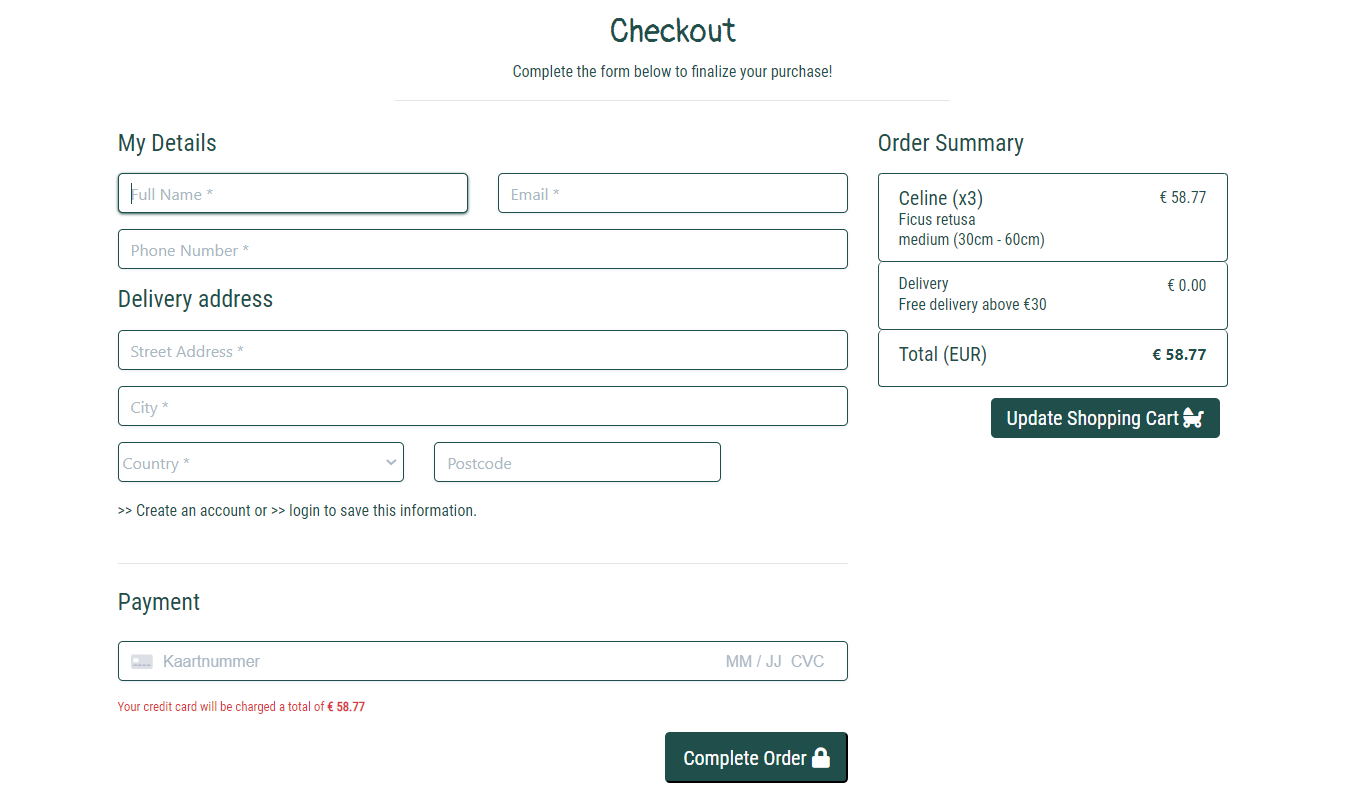 Checkout
Complete the form below to finalize your purchase!
My Details
Full Name *
Email *
Phone Number *
Delivery address
Street Address *
City *
Country *
Postcode
>> Create an account or >> login to save this information.
Payment
Kaartnummer MM / JJ CVC
Your credit card will be charged a total of € 58.77
Complete Order
Order Summary
Celine (x3) € 58.77
Ficus retusa
medium (30cm - 60cm)
Delivery € 0.00
Free delivery above €30
Total (EUR) € 58.77
Update Shopping Cart